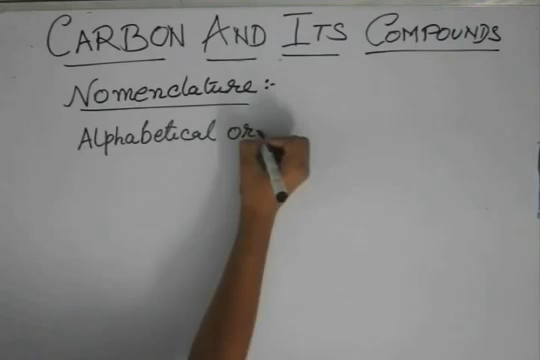 CARBON AND ITS COMPOUNDS
Nomenclature :-
Alphabetical or